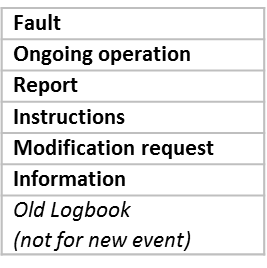 Fault
Ongoing operation
Report
Instructions
Modification request
Information
Old Logbook
(not for new event)